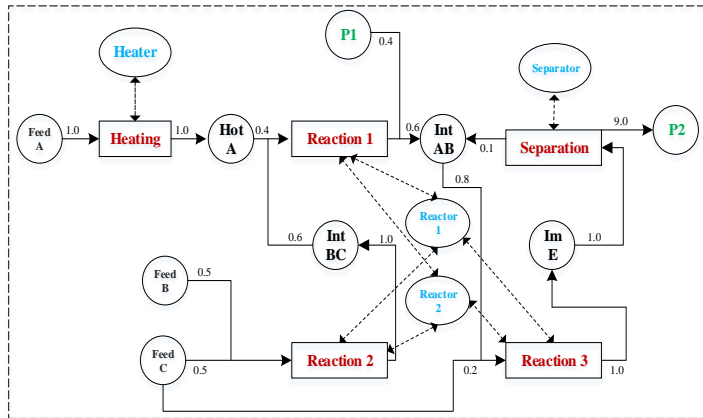 P1
0.4
Heater
Separator
Feed
A
1.0
Heating
1.0
Hot
A
0.4
Reaction 1
0.6
Int
AB
0.1
Separation
9.0
P2
0.8
Reactor
1
Int
BC
0.6
1.0
Im
E
1.0
Feed
B
0.5
Reactor
2
Feed
C
0.5
Reaction 2
0.2
Reaction 3
1.0